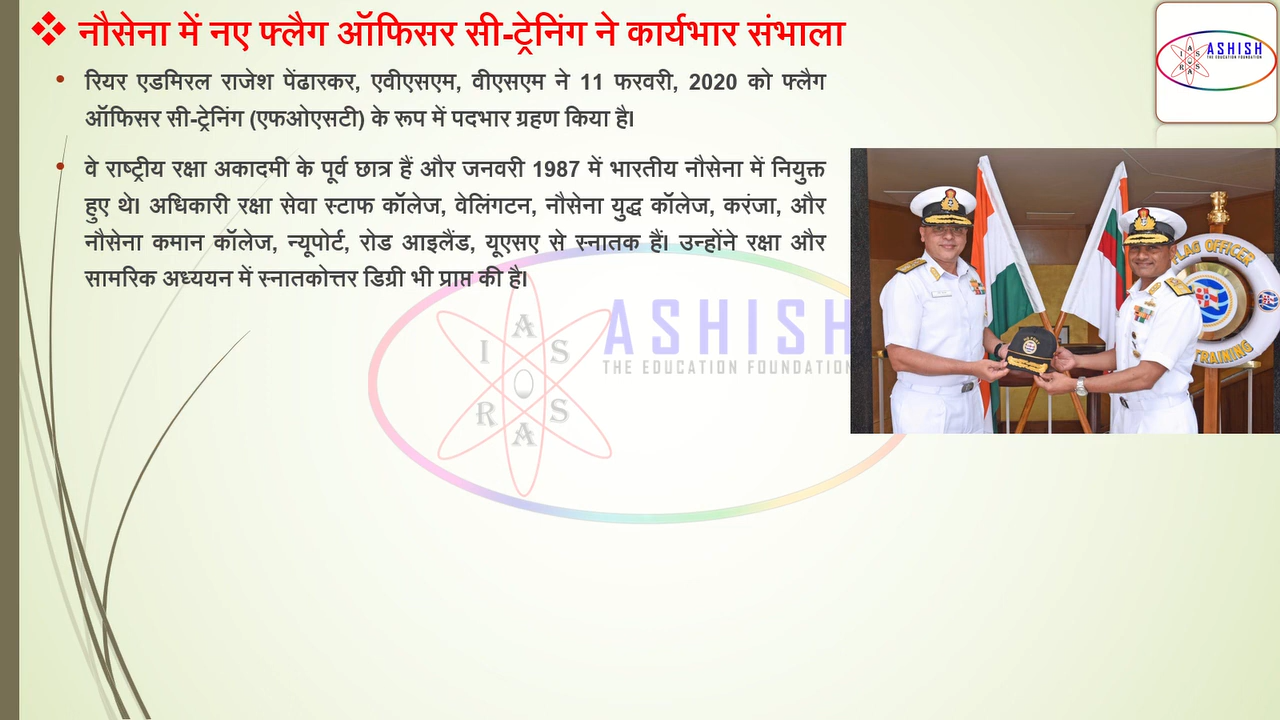 ❖ नौसेना में नए फ्लैग ऑफिसर सी-ट्रेनिंग ने कार्यभार संभाला
ASHISH
THE EDUCATION FOUNDATION
• रियर एडमिरल राजेश पेंढारकर, एवीएसएम, वीएसएम ने 11 फरवरी, 2020 को फ्लैग
ऑफिसर सी-ट्रेनिंग (एफओएसटी) के रूप में पदभार ग्रहण किया है।
• वे राष्ट्रीय रक्षा अकादमी के पूर्व छात्र हैं और जनवरी 1987 में भारतीय नौसेना में नियुक्त
हुए थे। अधिकारी रक्षा सेवा स्टाफ कॉलेज, वेलिंगटन, नौसेना युद्ध कॉलेज, करंजा, और
नौसेना कमान कॉलेज, न्यूपोर्ट, रोड आइलैंड, यूएसए से स्नातक हैं। उन्होंने रक्षा और
सामरिक अध्ययन में स्नातकोत्तर डिग्री भी प्राप्त की है।
FLAG OFFICER
TRAINING
ASHISH
THE EDUCATION FOUNDATION
A
I S
O
R S
A